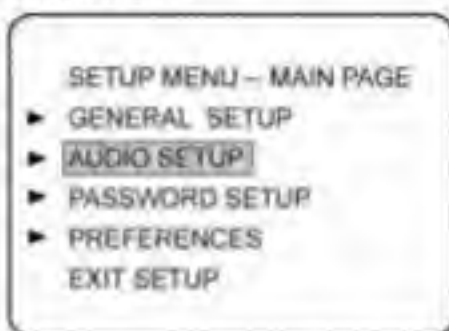 SETUP MENU – MAIN PAGE
GENERAL SETUP
AUDIO SETUP
PASSWORD SETUP
PREFERENCES
EXIT SETUP